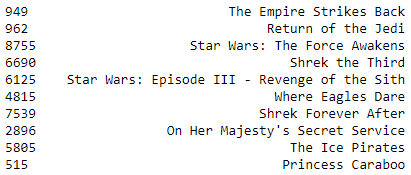 949 The Empire Strikes Back
962 Return of the Jedi
8755 Star Wars: The Force Awakens
6690 Shrek the Third
6125 Star Wars: Episode III - Revenge of the Sith
4815 Where Eagles Dare
7539 Shrek Forever After
2896 On Her Majesty's Secret Service
5805 The Ice Pirates
515 Princess Caraboo